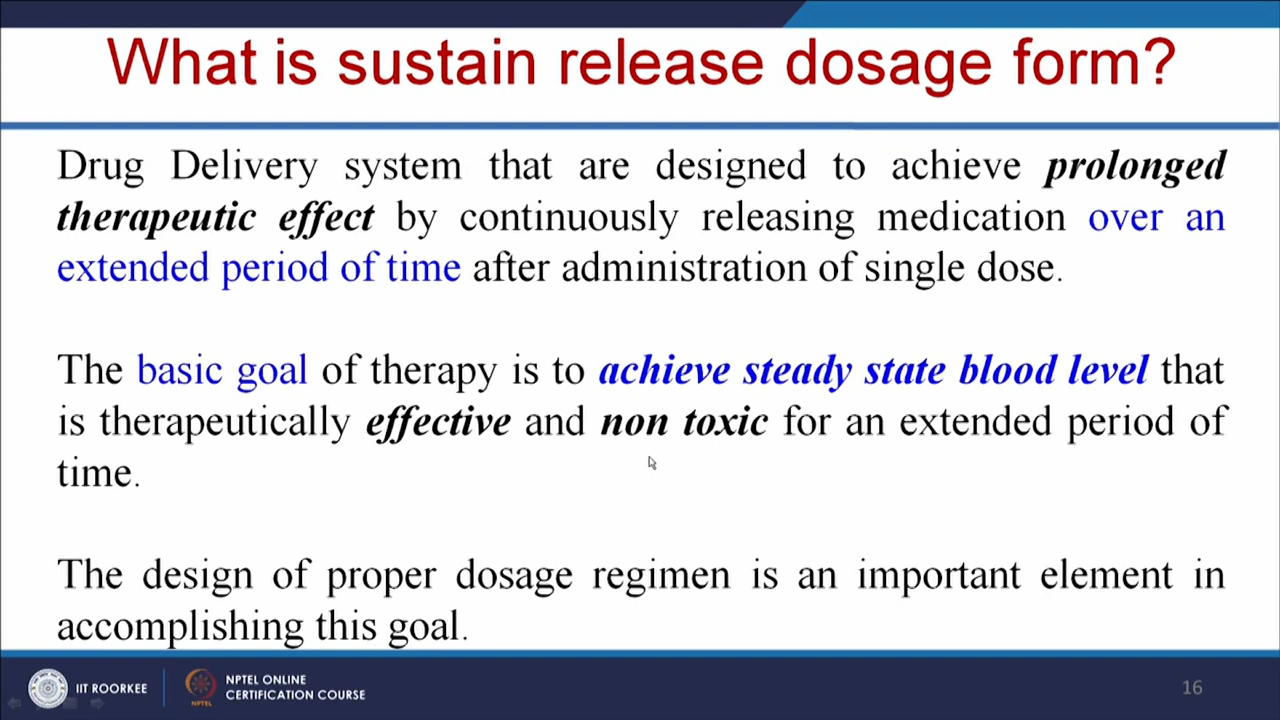 What is sustain release dosage form?
Drug Delivery system that are designed to achieve prolonged
therapeutic effect by continuously releasing medication over an
extended period of time after administration of single dose.
The basic goal of therapy is to achieve steady state blood level that
is therapeutically effective and non toxic for an extended period of
time.
The design of proper dosage regimen is an important element in
accomplishing this goal.
IIT ROORKEE
NPTEL
NPTEL ONLINE
CERTIFICATION COURSE
16